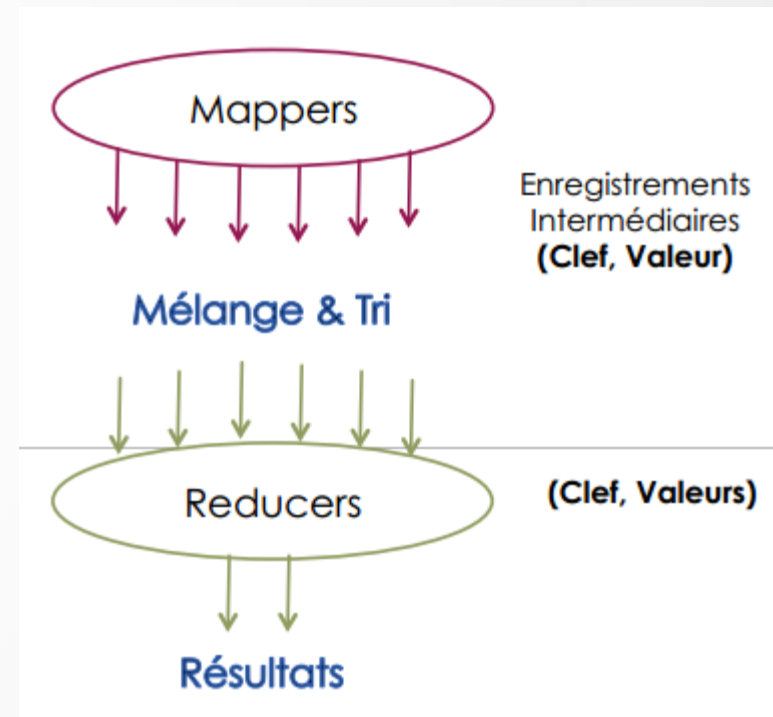 Mappers
Enregistrements
Intermédiaires
(Clef, Valeur)
Mélange & Tri
Reducers
(Clef, Valeurs)
Résultats